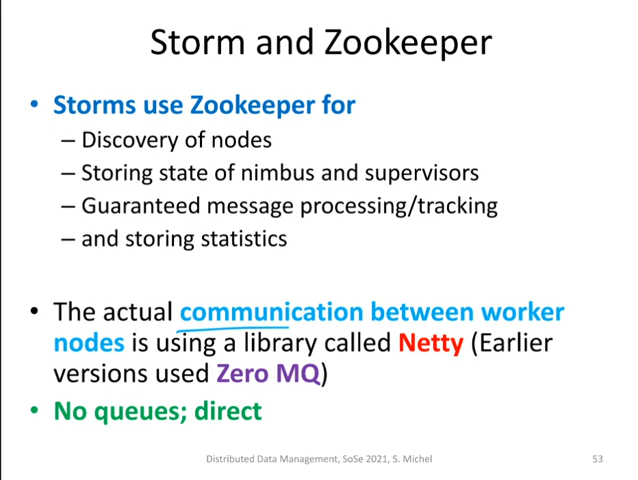 Storm and Zookeeper
• Storms use Zookeeper for
– Discovery of nodes
– Storing state of nimbus and supervisors
– Guaranteed message processing/tracking
– and storing statistics
• The actual communication between worker
nodes is using a library called Netty (Earlier
versions used Zero MQ)
• No queues; direct
Distributed Data Management, SoSe 2021, S. Michel
53